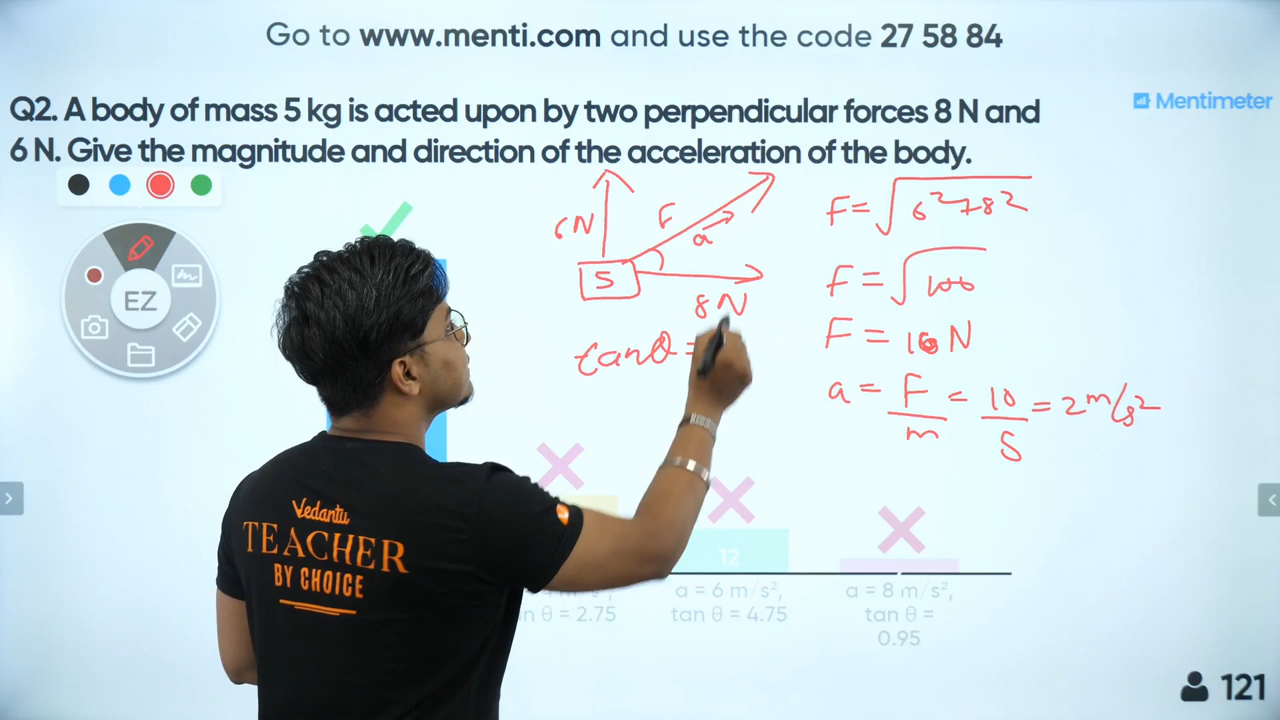 Go to www.menti.com and use the code 27 58 84
Q2. A body of mass 5 kg is acted upon by two perpendicular forces 8 N and
6 N. Give the magnitude and direction of the acceleration of the body.
Mentimeter
EZ
6N
F
a
5
8N
tanθ =
F = √6²+8²
F = √100
F = 10 N
a = F/m = 10/5 = 2 m/s²
12
θ = 2.75
a = 6 m/s²,
tan θ = 4.75
a = 8 m/s²,
tan θ =
0.95
Vedantu
TEACHER
BY CHOICE
121